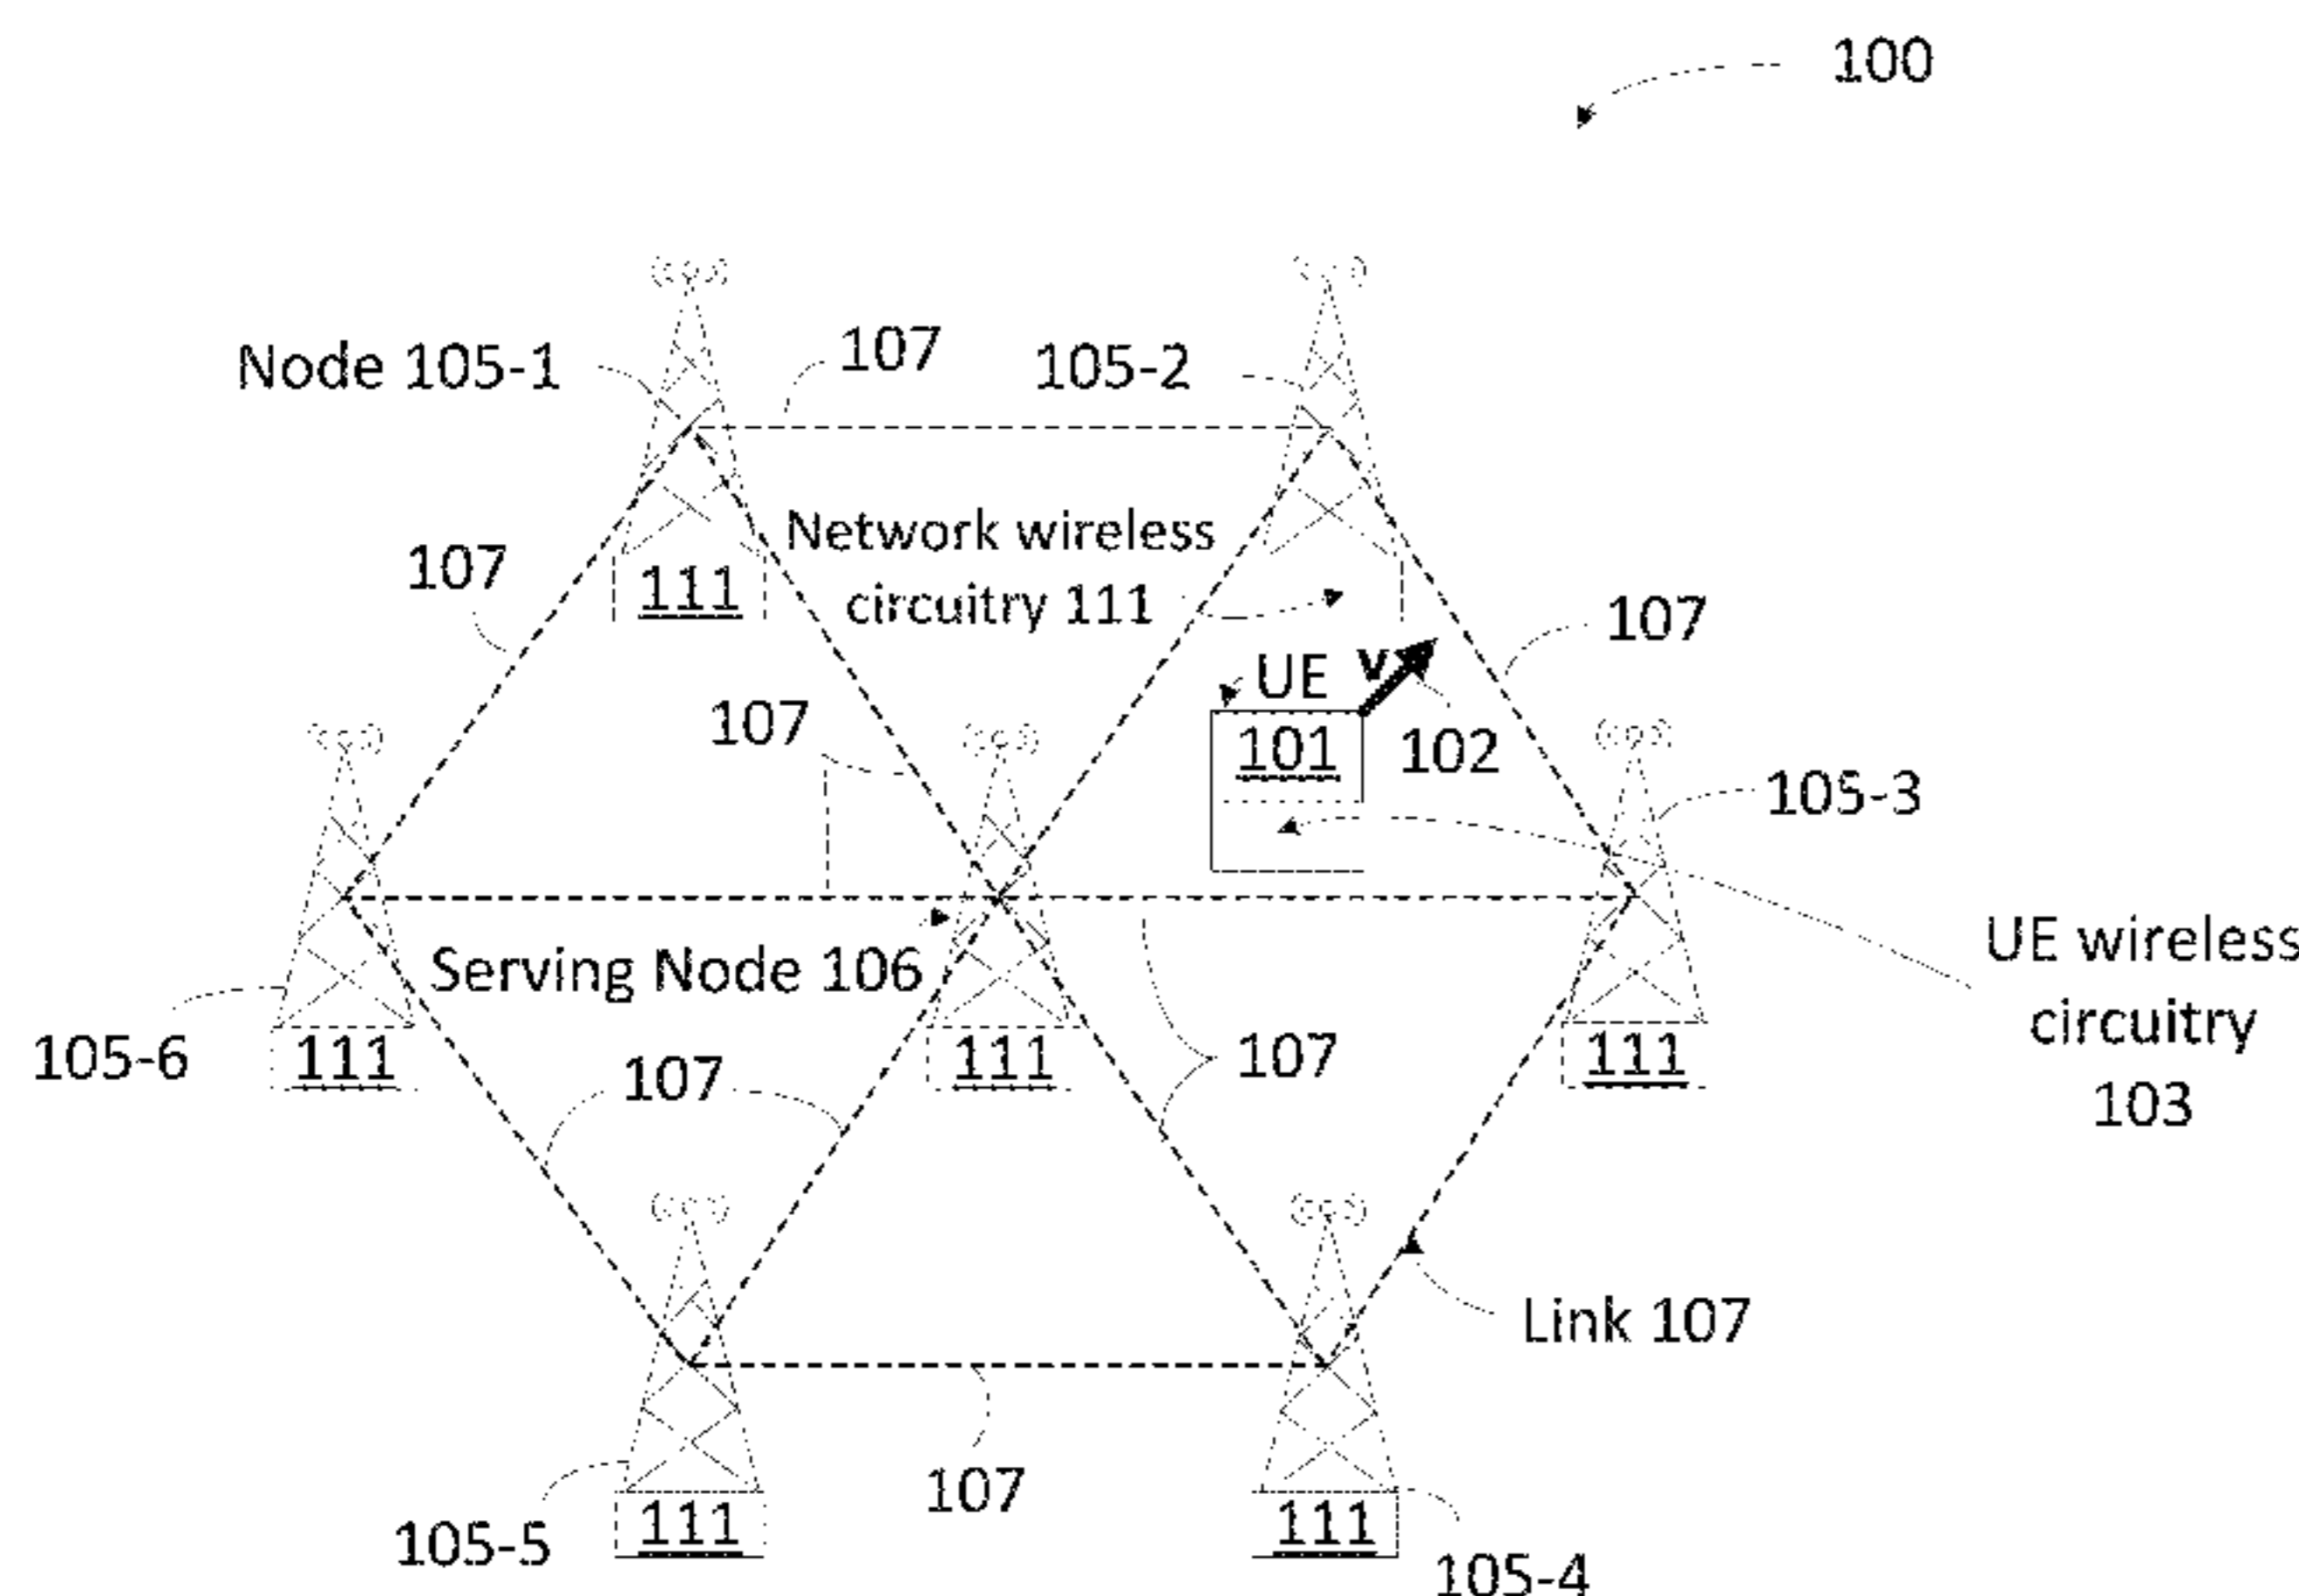 100
Node 105-1
107
105-2
Network wireless
circuitry 111
107
111
107
UE
V
107
101
102
105-3
Serving Node 106
UE wireless
circuitry
103
105-6
111
107
111
107
111
Link 107
107
105-5
111
111
105-4